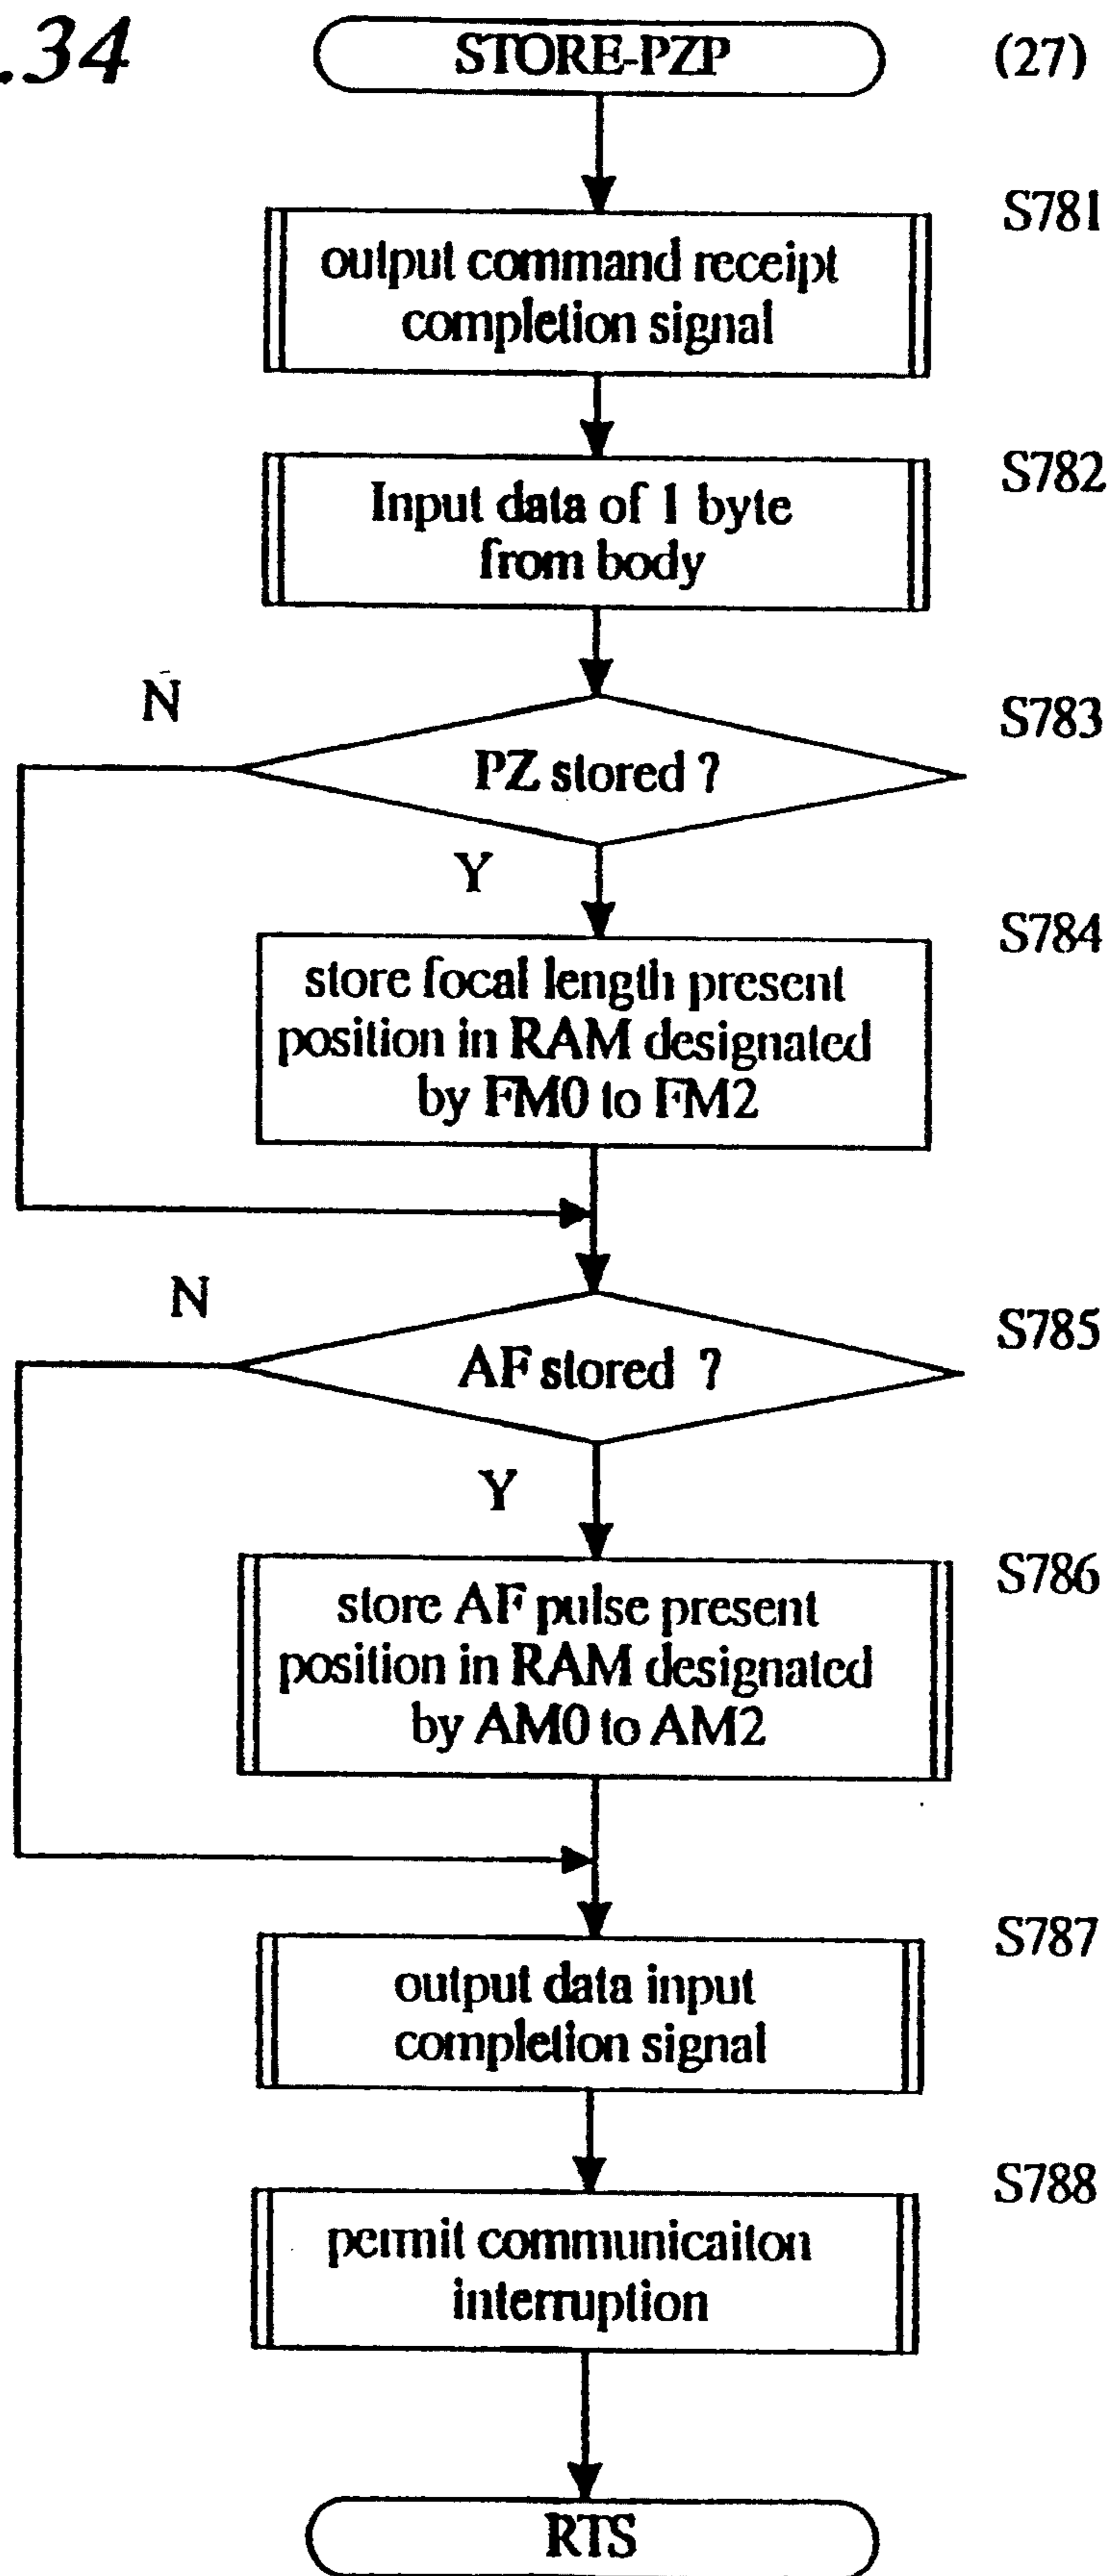 .34
STORE-PZP
(27)
S781
output command receipt
completion signal
S782
Input data of 1 byte
from body
S783
N
PZ stored ?
Y
S784
store focal length present
position in RAM designated
by FM0 to FM2
N
S785
AF stored ?
Y
S786
store AF pulse present
position in RAM designated
by AM0 to AM2
S787
output data input
completion signal
S788
permit communicaiton
interruption
RTS